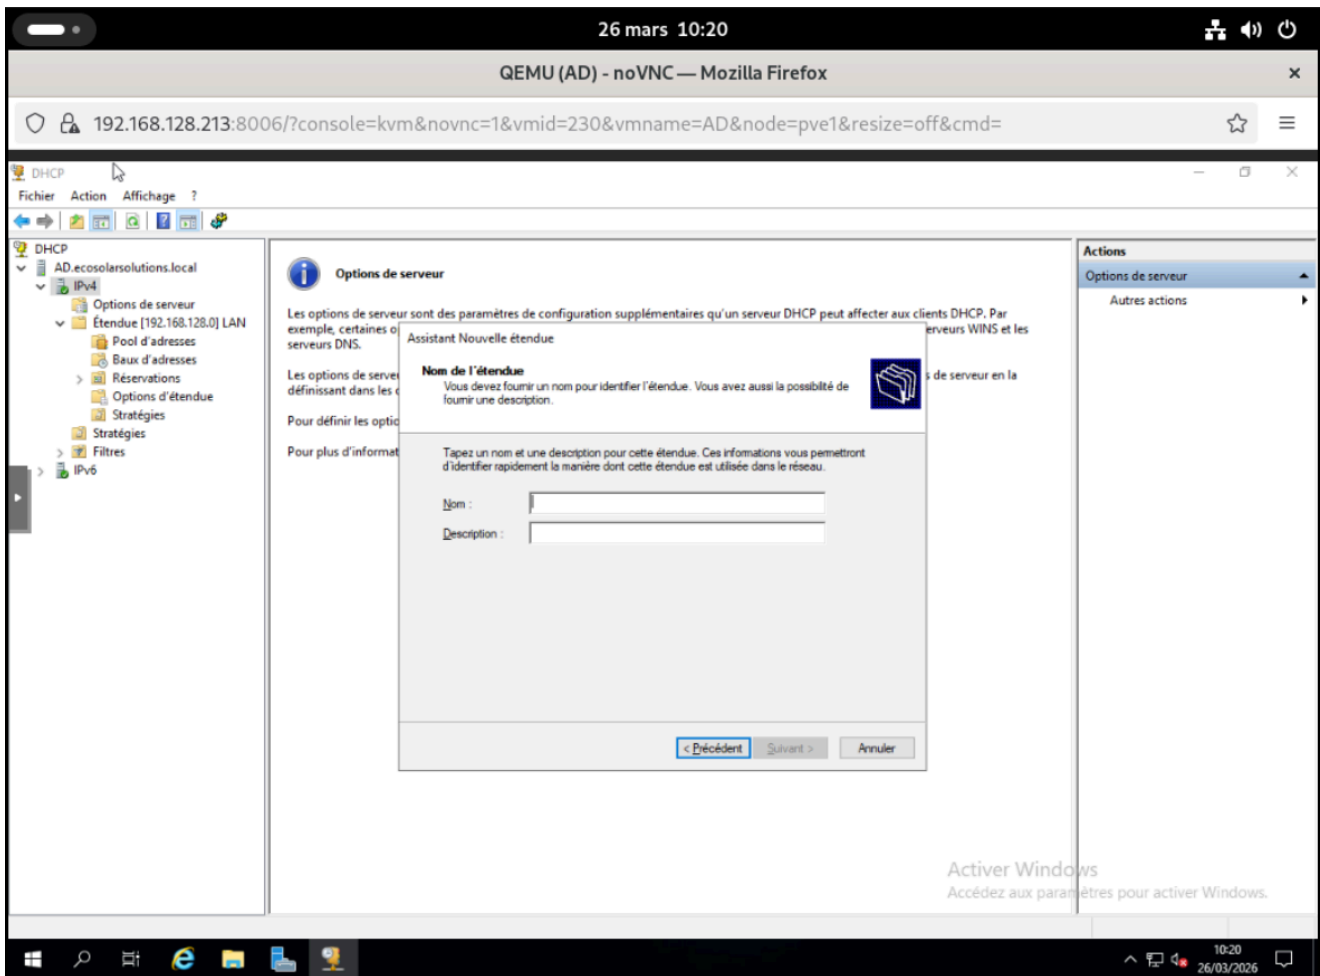 26 mars 10:20
QEMU (AD) - noVNC — Mozilla Firefox
192.168.128.213:8006/?console=kvm&novnc=1&vmid=230&vmname=AD&node=pve1&resize=off&cmd=
DHCP
Fichier Action Affichage ?
DHCP
AD.ecosolarsolutions.local
IPv4
Options de serveur
Étendue [192.168.128.0] LAN
Pool d'adresses
Baux d'adresses
Réservations
Options d'étendue
Stratégies
Stratégies
Filtres
IPv6
Options de serveur
Les options de serveur sont des paramètres de configuration supplémentaires qu'un serveur DHCP peut affecter aux clients DHCP. Par
exemple, certaines o
erveurs WINS et les
serveurs DNS.
Les options de serve
s de serveur en la
définissant dans les
Pour définir les optic
Pour plus d'informat
Assistant Nouvelle étendue
Nom de l'étendue
Vous devez fournir un nom pour identifier l'étendue. Vous avez aussi la possibilité de
fournir une description.
Tapez un nom et une description pour cette étendue. Ces informations vous permettront
d'identifier rapidement la manière dont cette étendue est utilisée dans le réseau.
Nom :
Description :
< Précédent Suivant > Annuler
Actions
Options de serveur
Autres actions
Activer Windows
Accédez aux paramètres pour activer Windows.
10:20
26/03/2026